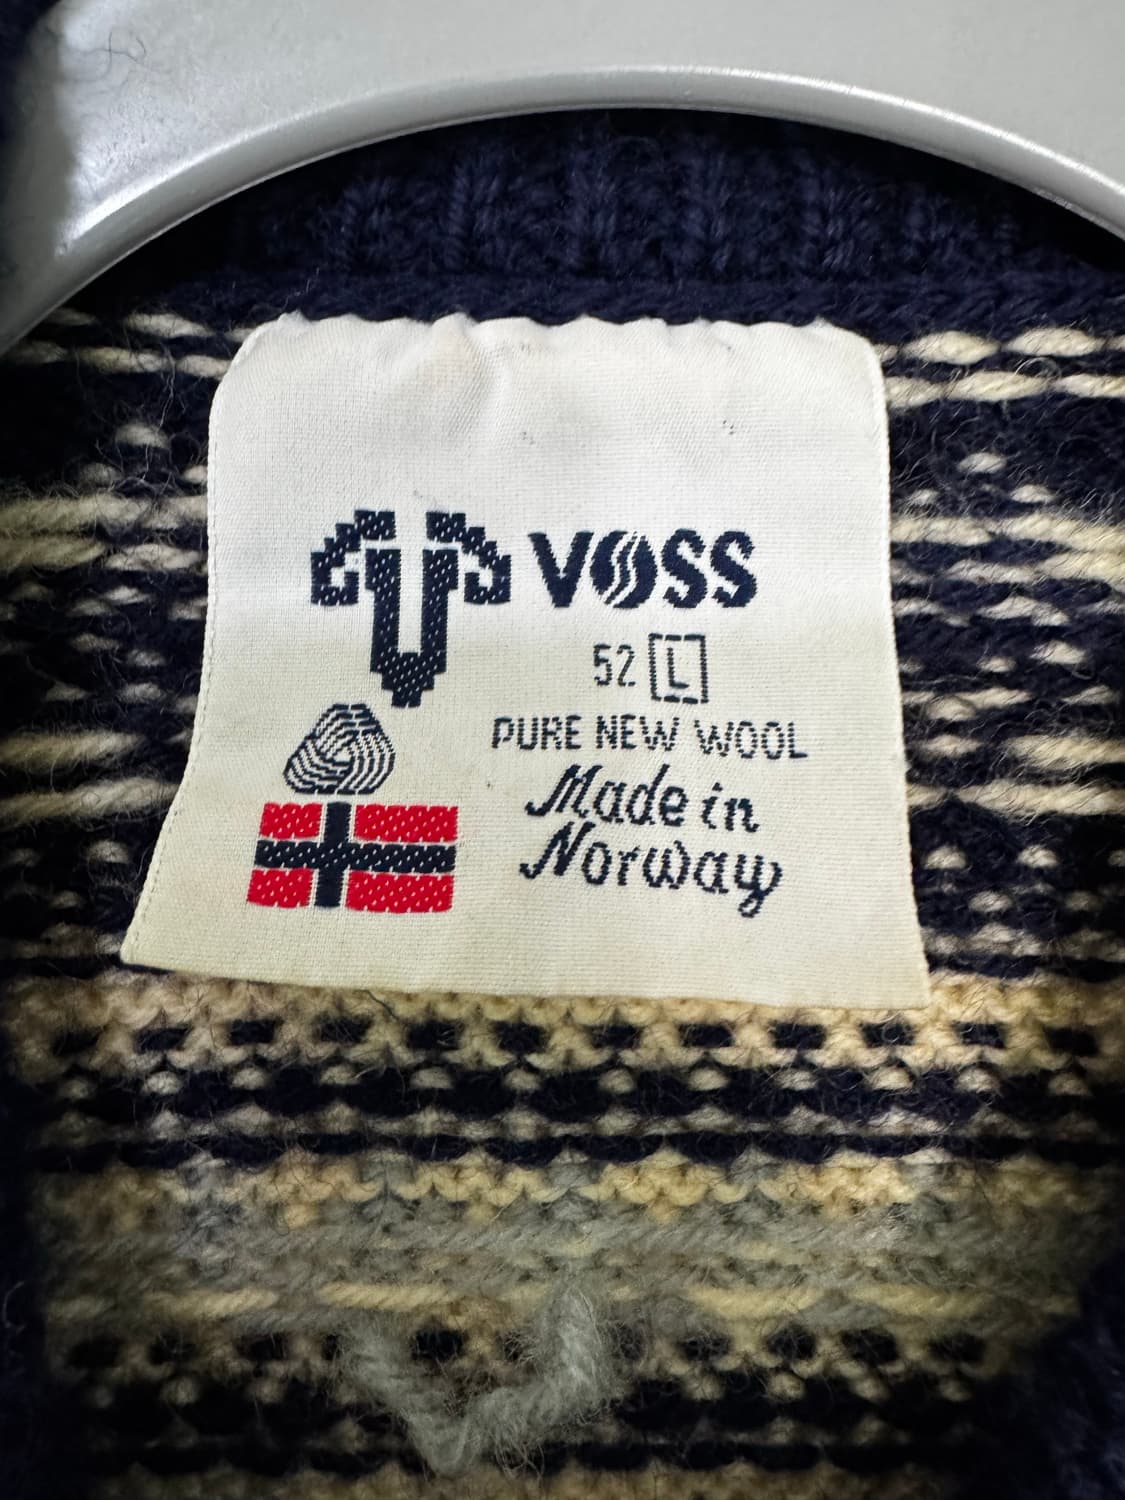 VOSS
52 L
PURE NEW WOOL
Made in
Norway